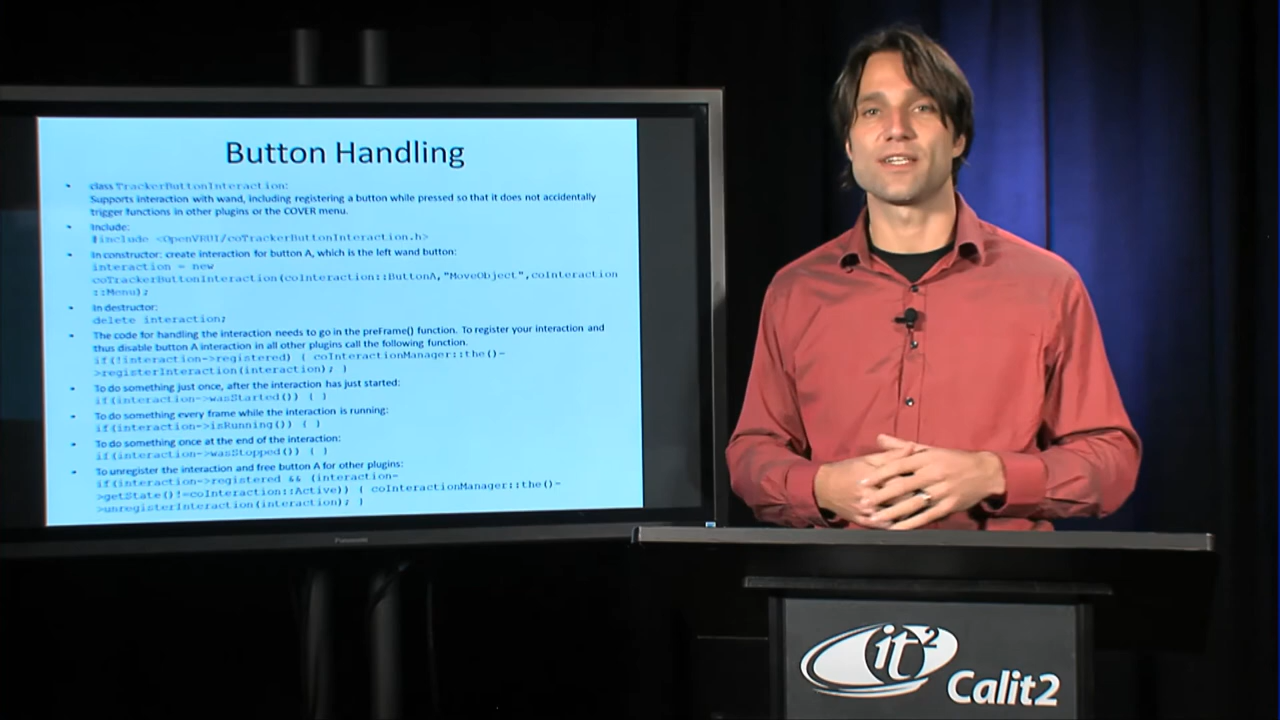 Button Handling
class TrackerButtonInteraction:
Supports interaction with wand, including registering a button while pressed so that it does not accidentally
trigger functions in other plugins or the COVER menu.
Include:
#include <OpenVRUI/coTrackerButtonInteraction.h>
In constructor: create interaction for button A, which is the left wand button:
interaction = new
coTrackerButtonInteraction(coInteraction::ButtonA,"MoveObject",coInteraction
::Menu);
In destructor:
delete interaction;
The code for handling the interaction needs to go in the preFrame() function. To register your interaction and
thus disable button A interaction in all other plugins call the following function.
if(!interaction->registered) { coInteractionManager::the()-
>registerInteraction(interaction); }
To do something just once, after the interaction has just started:
if(interaction->wasStarted()) { }
To do something every frame while the interaction is running:
if(interaction->isRunning()) { }
To do something once at the end of the interaction:
if(interaction->wasStopped()) { }
To unregister the interaction and free button A for other plugins:
if(interaction->registered && (interaction-
>getState()!=coInteraction::Active)) { coInteractionManager::the()-
>unregisterInteraction(interaction); }
Panasonic
it2
Calit2